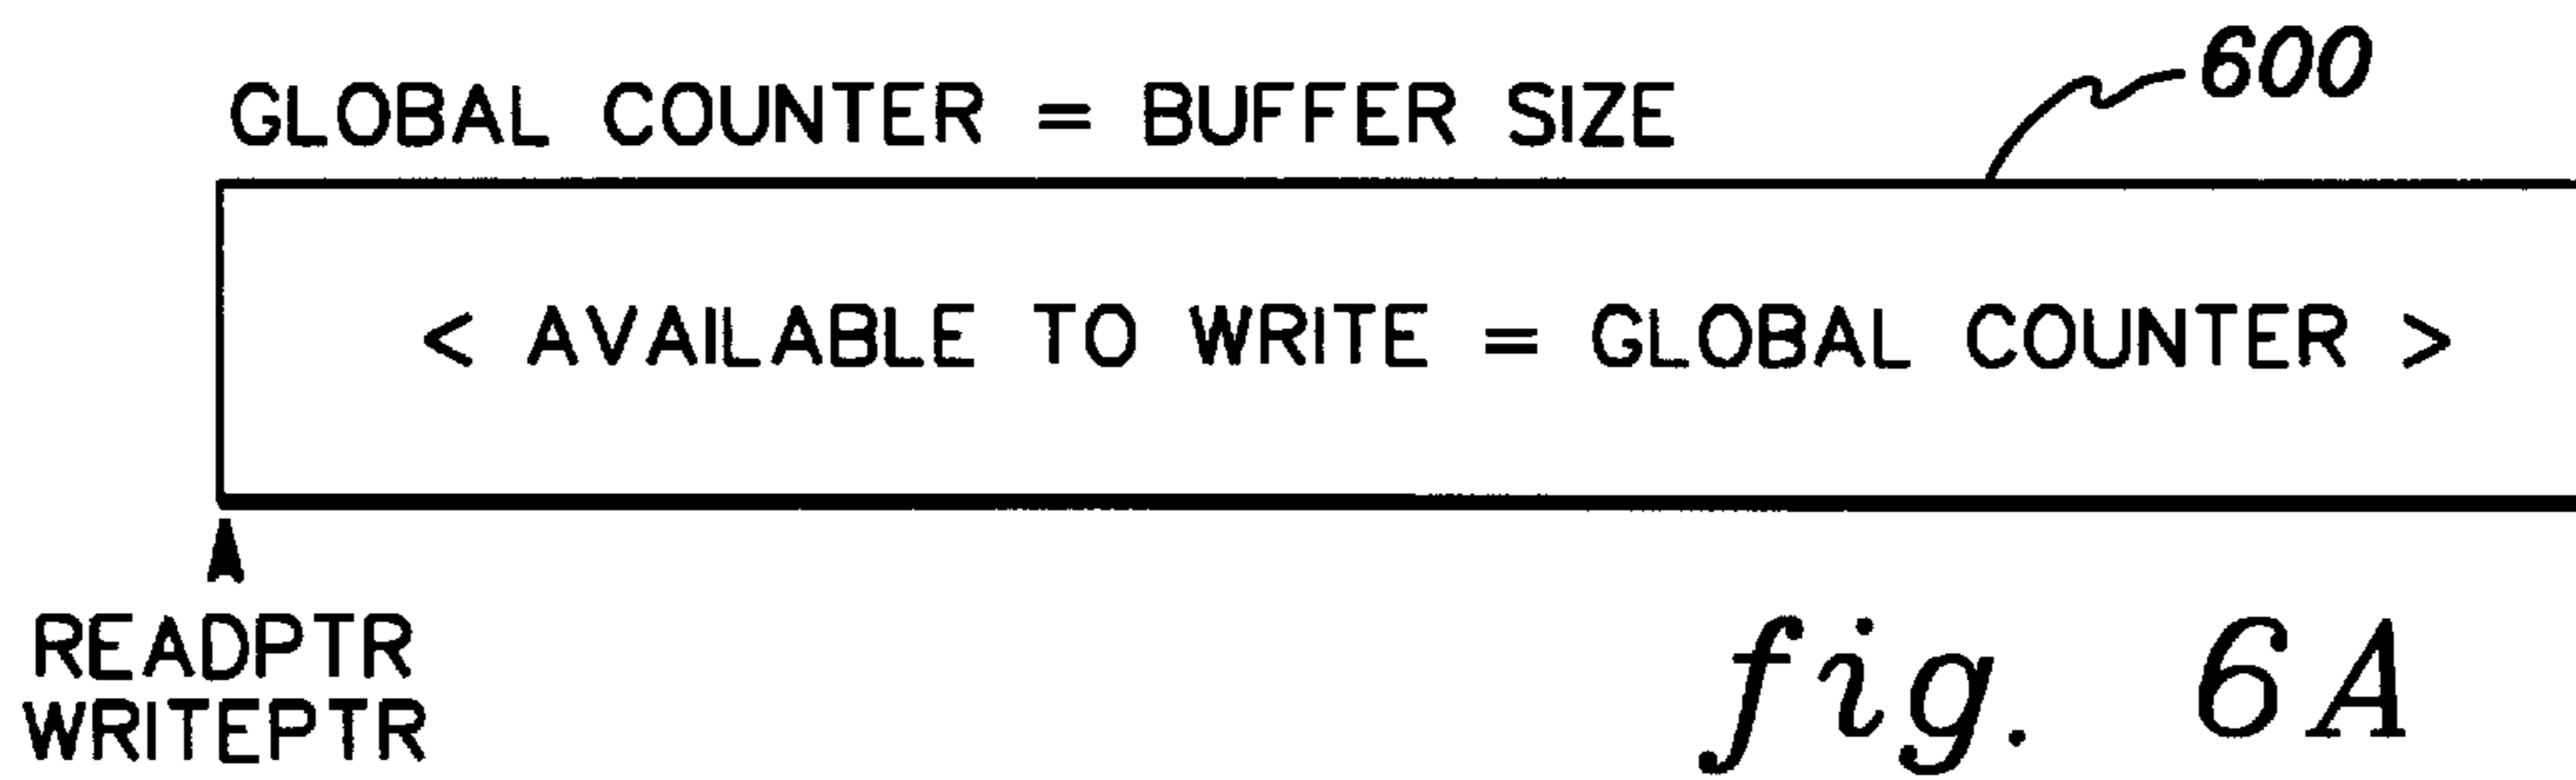 600
GLOBAL COUNTER = BUFFER SIZE
< AVAILABLE TO WRITE = GLOBAL COUNTER >
READPTR
WRITEPTR
fig. 6A